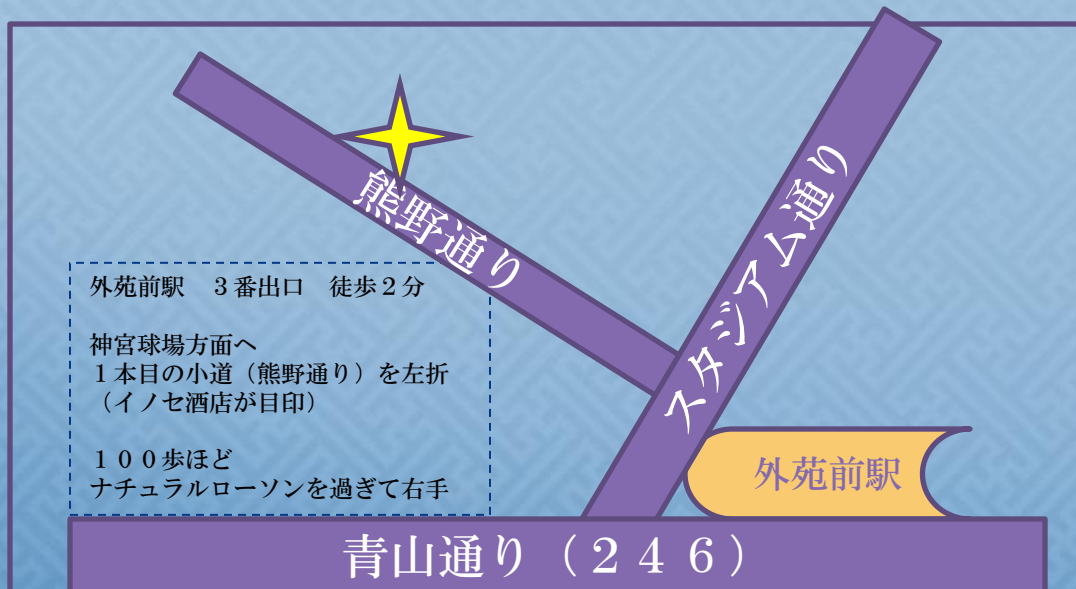 熊野通り
スタジアム通り
外苑前駅　３番出口　徒歩２分
神宮球場方面へ
１本目の小道（熊野通り）を左折
（イノセ酒店が目印）
１００歩ほど
ナチュラルローソンを過ぎて右手
外苑前駅
青山通り（２４６）